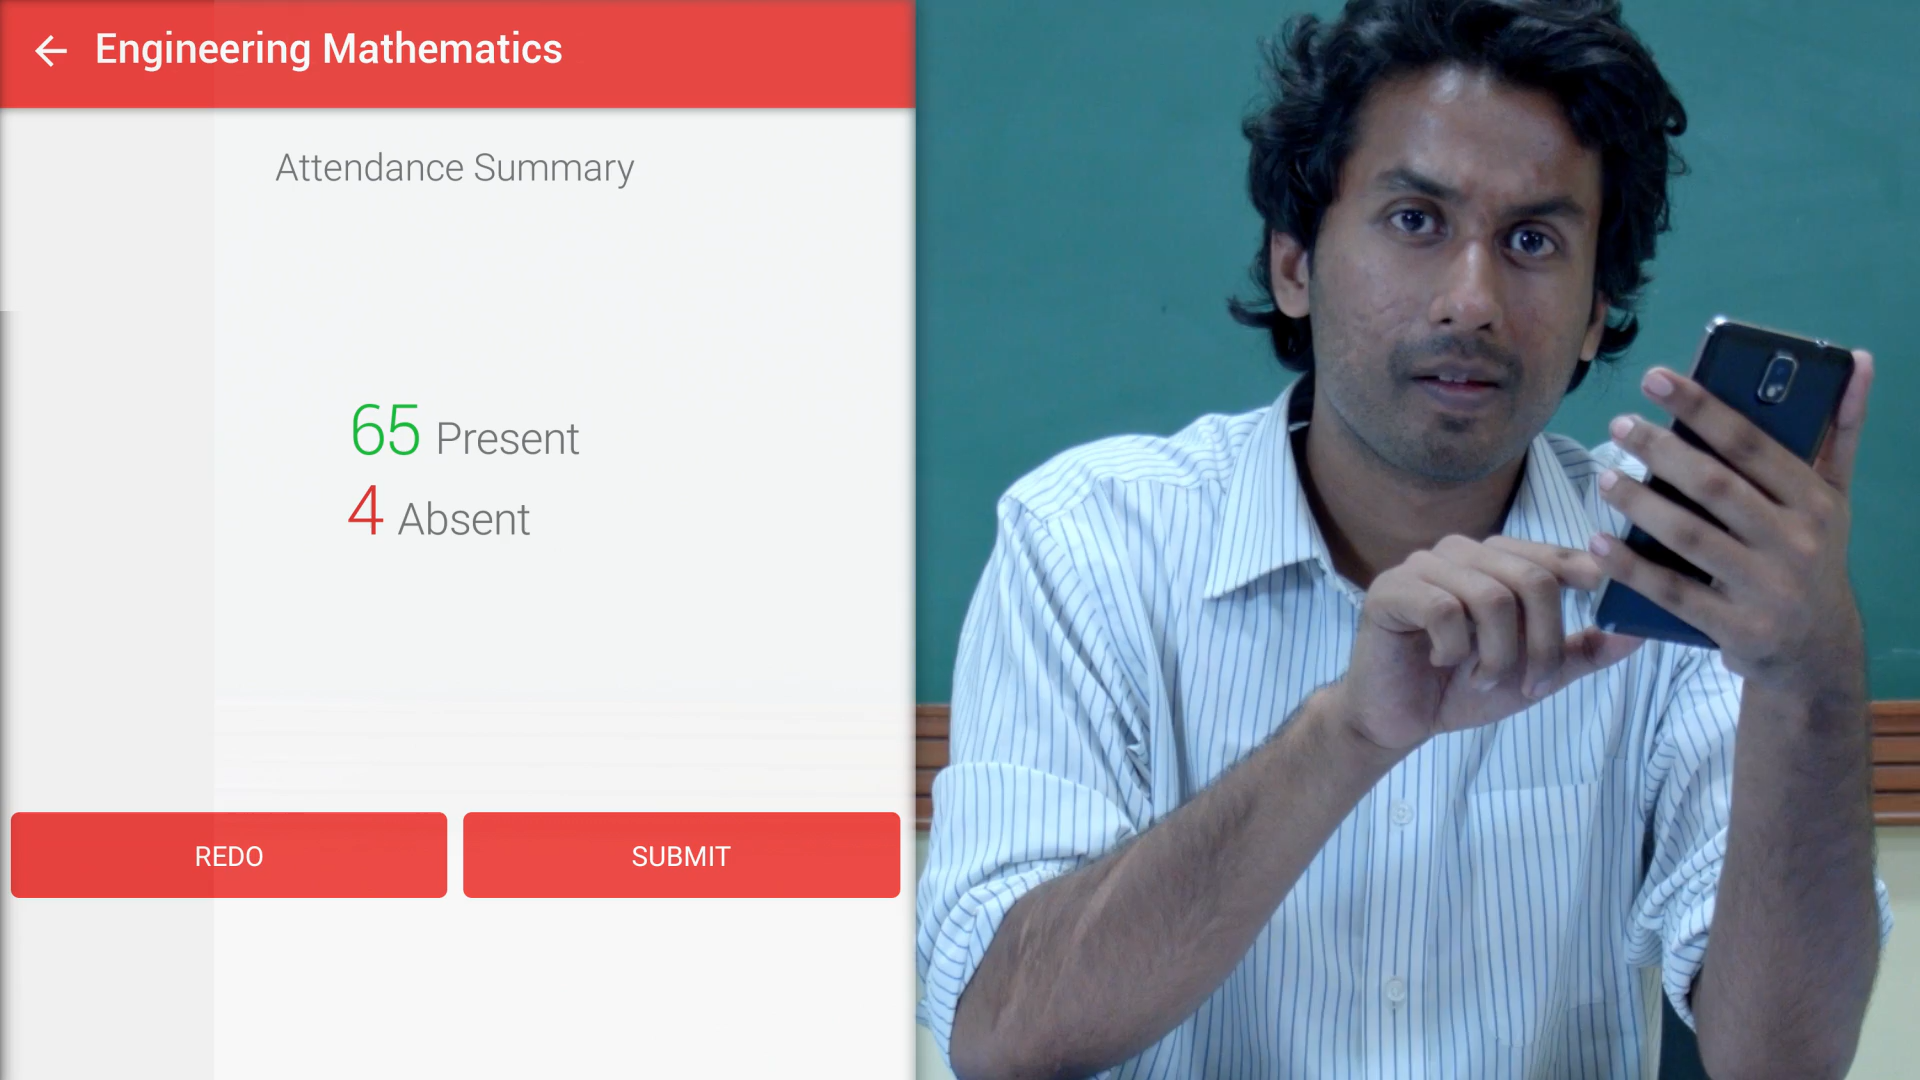 Engineering Mathematics
Attendance Summary
65 Present
4 Absent
REDO
SUBMIT